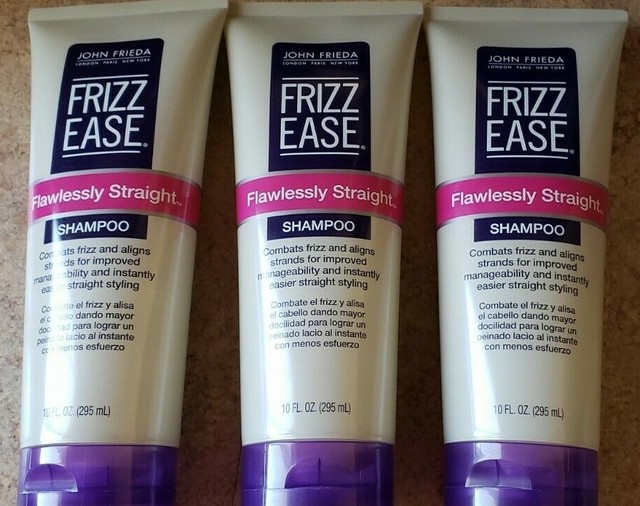 JOHN FRIEDA
LONDON PARIS NEW YORK
FRIZZ
EASE®
Flawlessly Straight™
SHAMPOO
Combats frizz and aligns
strands for improved
manageability and instantly
easier straight styling
Combate el frizz y alisa
el cabello dando mayor
docilidad para lograr un
peinado lacio al instante
con menos esfuerzo
10 FL. OZ. (295 mL)
JOHN FRIEDA
LONDON PARIS NEW YORK
FRIZZ
EASE®
Flawlessly Straight™
SHAMPOO
Combats frizz and aligns
strands for improved
manageability and instantly
easier straight styling
Combate el frizz y alisa
el cabello dando mayor
docilidad para lograr un
peinado lacio al instante
con menos esfuerzo
10 FL. OZ. (295 mL)
JOHN FRIEDA
LONDON PARIS NEW YORK
FRIZZ
EASE®
Flawlessly Straight™
SHAMPOO
Combats frizz and aligns
strands for improved
manageability and instantly
easier straight styling
Combate el frizz y alisa
el cabello dando mayor
docilidad para lograr un
peinado lacio al instante
con menos esfuerzo
10 FL. OZ. (295 mL)